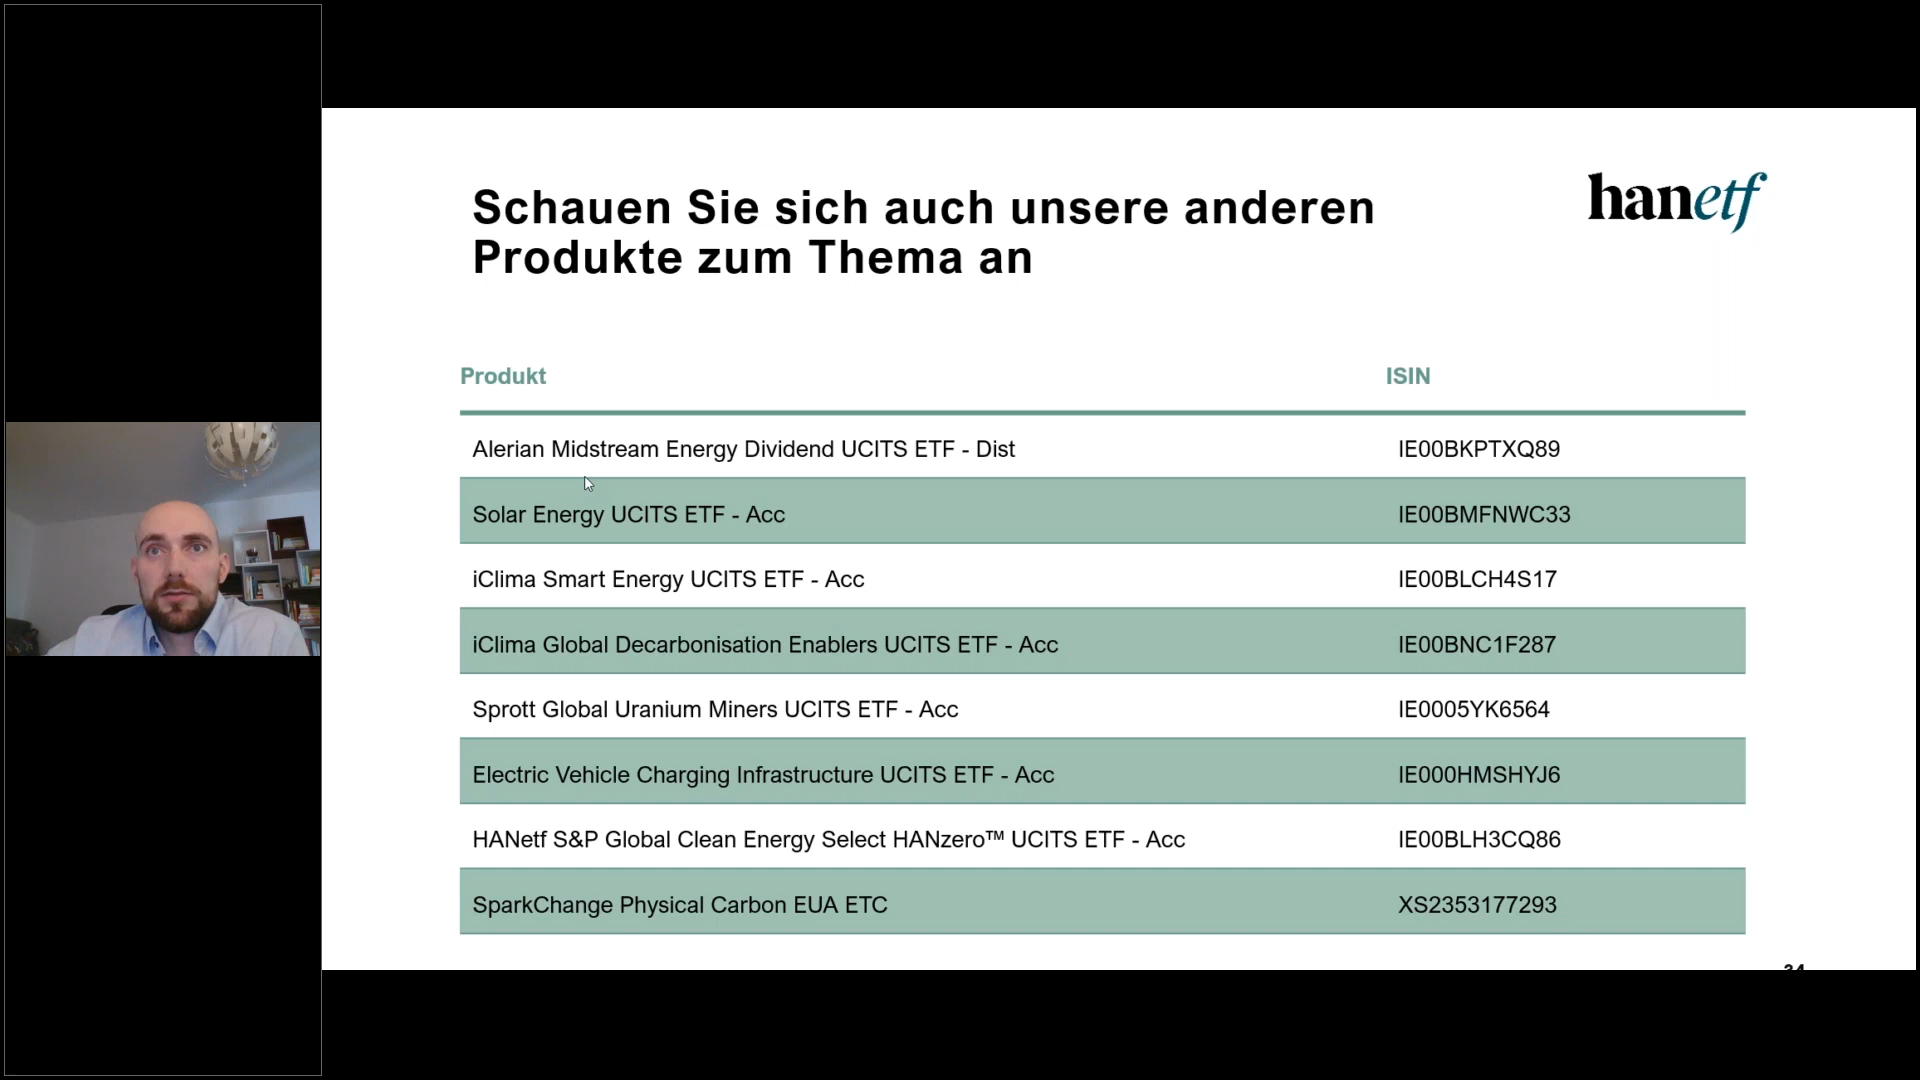 Schauen Sie sich auch unsere anderen
Produkte zum Thema an
hanetf
Produkt ISIN
Alerian Midstream Energy Dividend UCITS ETF - Dist IE00BKPTXQ89
Solar Energy UCITS ETF - Acc IE00BMFNWC33
iClima Smart Energy UCITS ETF - Acc IE00BLCH4S17
iClima Global Decarbonisation Enablers UCITS ETF - Acc IE00BNC1F287
Sprott Global Uranium Miners UCITS ETF - Acc IE0005YK6564
Electric Vehicle Charging Infrastructure UCITS ETF - Acc IE000HMSHYJ6
HANetf S&P Global Clean Energy Select HANzero™ UCITS ETF - Acc IE00BLH3CQ86
SparkChange Physical Carbon EUA ETC XS2353177293